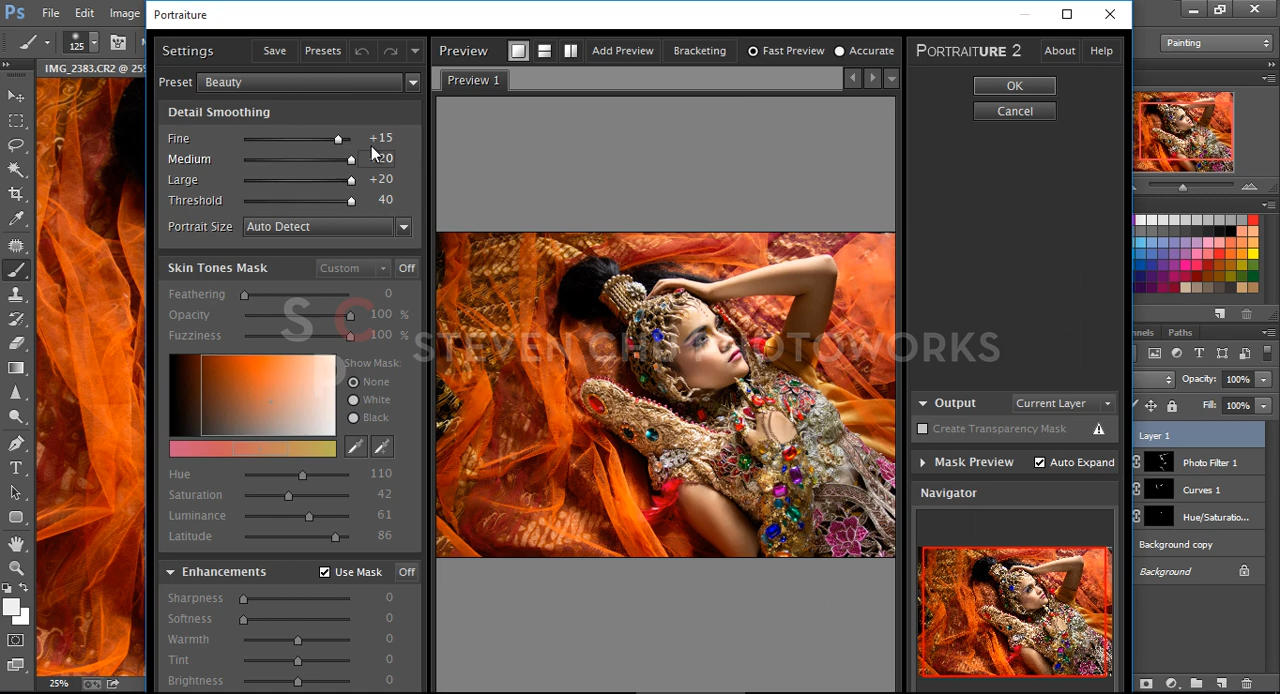 Ps File Edit Image
Portraiture
Painting
125
IMG_2383.CR2 @ 25%
Settings Save Presets
Preview Add Preview Bracketing Fast Preview Accurate
PORTRAITURE 2 About Help
Preset Beauty
Preview 1
OK
Cancel
Detail Smoothing
Fine +15
Medium +20
Large +20
Threshold 40
Portrait Size Auto Detect
Skin Tones Mask Custom Off
Feathering 0
Opacity 100 %
Fuzziness 100 %
Show Mask:
None
White
Black
Hue 110
Saturation 42
Luminance 61
Latitude 86
Enhancements Use Mask Off
Sharpness 0
Softness 0
Warmth 0
Tint 0
Brightness 0
SCP
STEVEN CHU PHOTOWORKS
Output Current Layer
Create Transparency Mask
Mask Preview Auto Expand
Navigator
nnels Paths
Opacity: 100%
Fill: 100%
Layer 1
Photo Filter 1
Curves 1
Hue/Saturatio...
Background copy
Background
25%